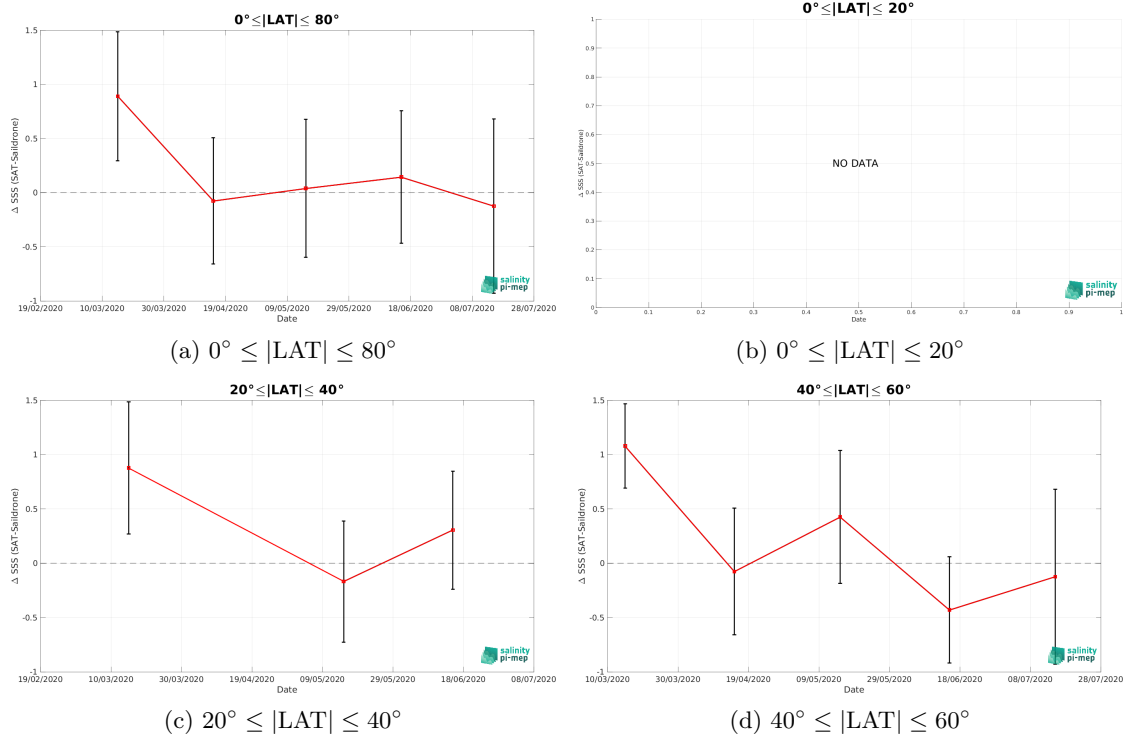 0°≤|LAT|≤ 80°
1.5
1
0.5
0
-0.5
-1
Δ SSS (SAT-Saildrone)
19/02/2020 10/03/2020 30/03/2020 19/04/2020 09/05/2020 29/05/2020 18/06/2020 08/07/2020 28/07/2020
Date
salinity
pi-mep
(a) 0° ≤ |LAT| ≤ 80°
0°≤|LAT|≤ 20°
1
0.9
0.8
0.7
0.6
0.5
0.4
0.3
0.2
0.1
0
Δ SSS (SAT-Saildrone)
NO DATA
0 0.1 0.2 0.3 0.4 0.5 0.6 0.7 0.8 0.9 1
Date
salinity
pi-mep
(b) 0° ≤ |LAT| ≤ 20°
20°≤|LAT|≤ 40°
1.5
1
0.5
0
-0.5
-1
Δ SSS (SAT-Saildrone)
19/02/2020 10/03/2020 30/03/2020 19/04/2020 09/05/2020 29/05/2020 18/06/2020 08/07/2020
Date
salinity
pi-mep
(c) 20° ≤ |LAT| ≤ 40°
40°≤|LAT|≤ 60°
1.5
1
0.5
0
-0.5
-1
Δ SSS (SAT-Saildrone)
10/03/2020 30/03/2020 19/04/2020 09/05/2020 29/05/2020 18/06/2020 08/07/2020 28/07/2020
Date
salinity
pi-mep
(d) 40° ≤ |LAT| ≤ 60°